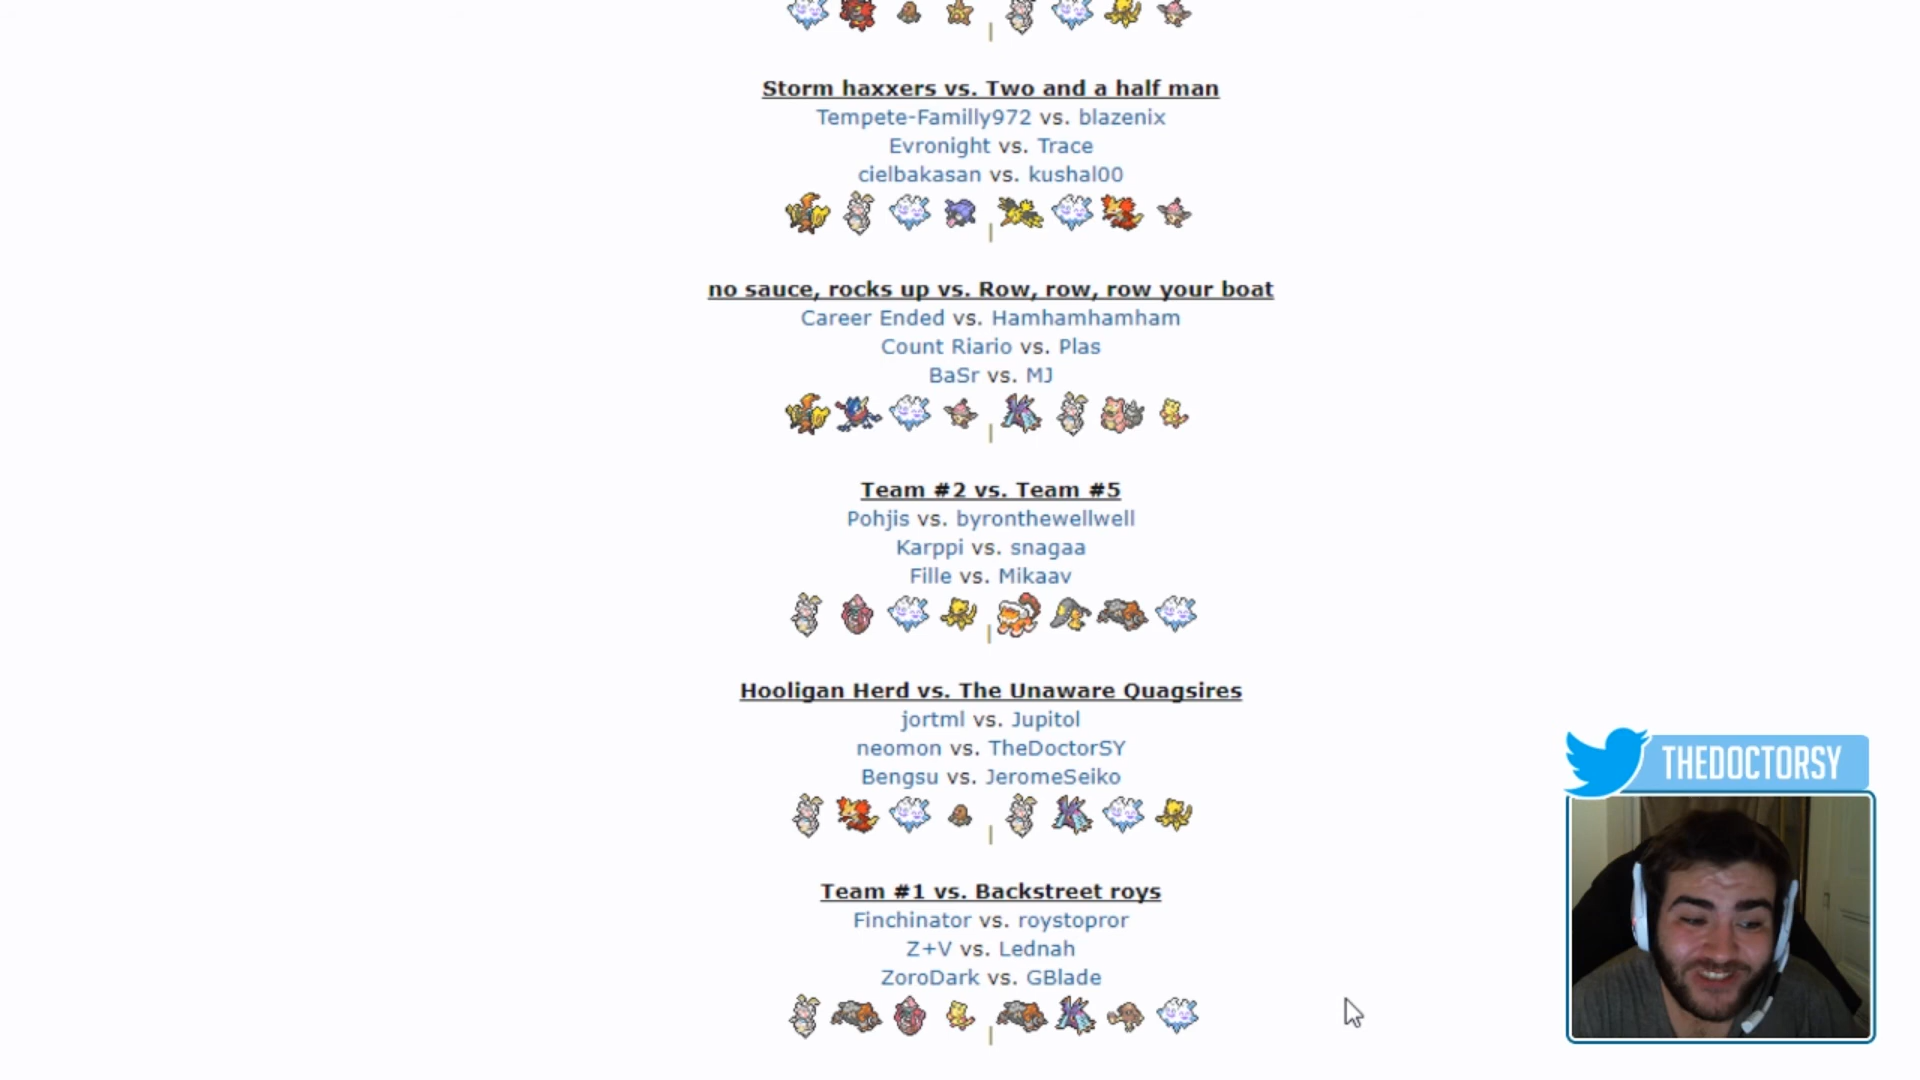 Storm haxxers vs. Two and a half man
Tempete-Familly972 vs. blazenix
Evronight vs. Trace
cielbakasan vs. kushal00
|
no sauce, rocks up vs. Row, row, row your boat
Career Ended vs. Hamhamhamham
Count Riario vs. Plas
BaSr vs. MJ
|
Team #2 vs. Team #5
Pohjis vs. byronthewellwell
Karppi vs. snagaa
Fille vs. Mikaav
|
Hooligan Herd vs. The Unaware Quagsires
jortml vs. Jupitol
neomon vs. TheDoctorSY
Bengsu vs. JeromeSeiko
|
Team #1 vs. Backstreet roys
Finchinator vs. roystopror
Z+V vs. Lednah
ZoroDark vs. GBlade
|
THEDOCTORSY